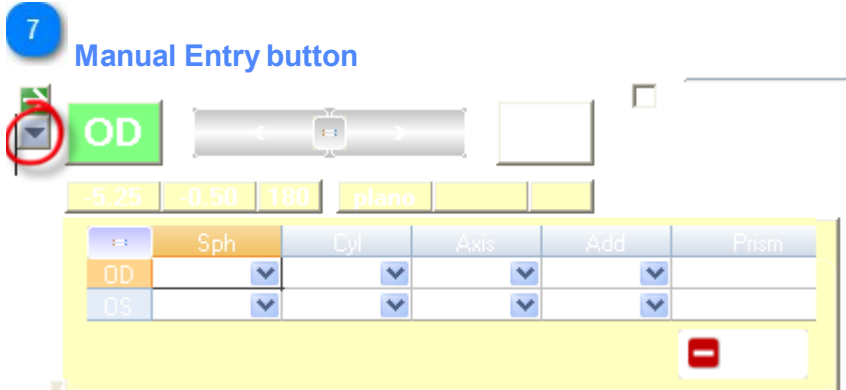 7
Manual Entry button
OD
-5.25 -0.50 180 plano
Sph Cyl Axis Add Prism
OD
OS